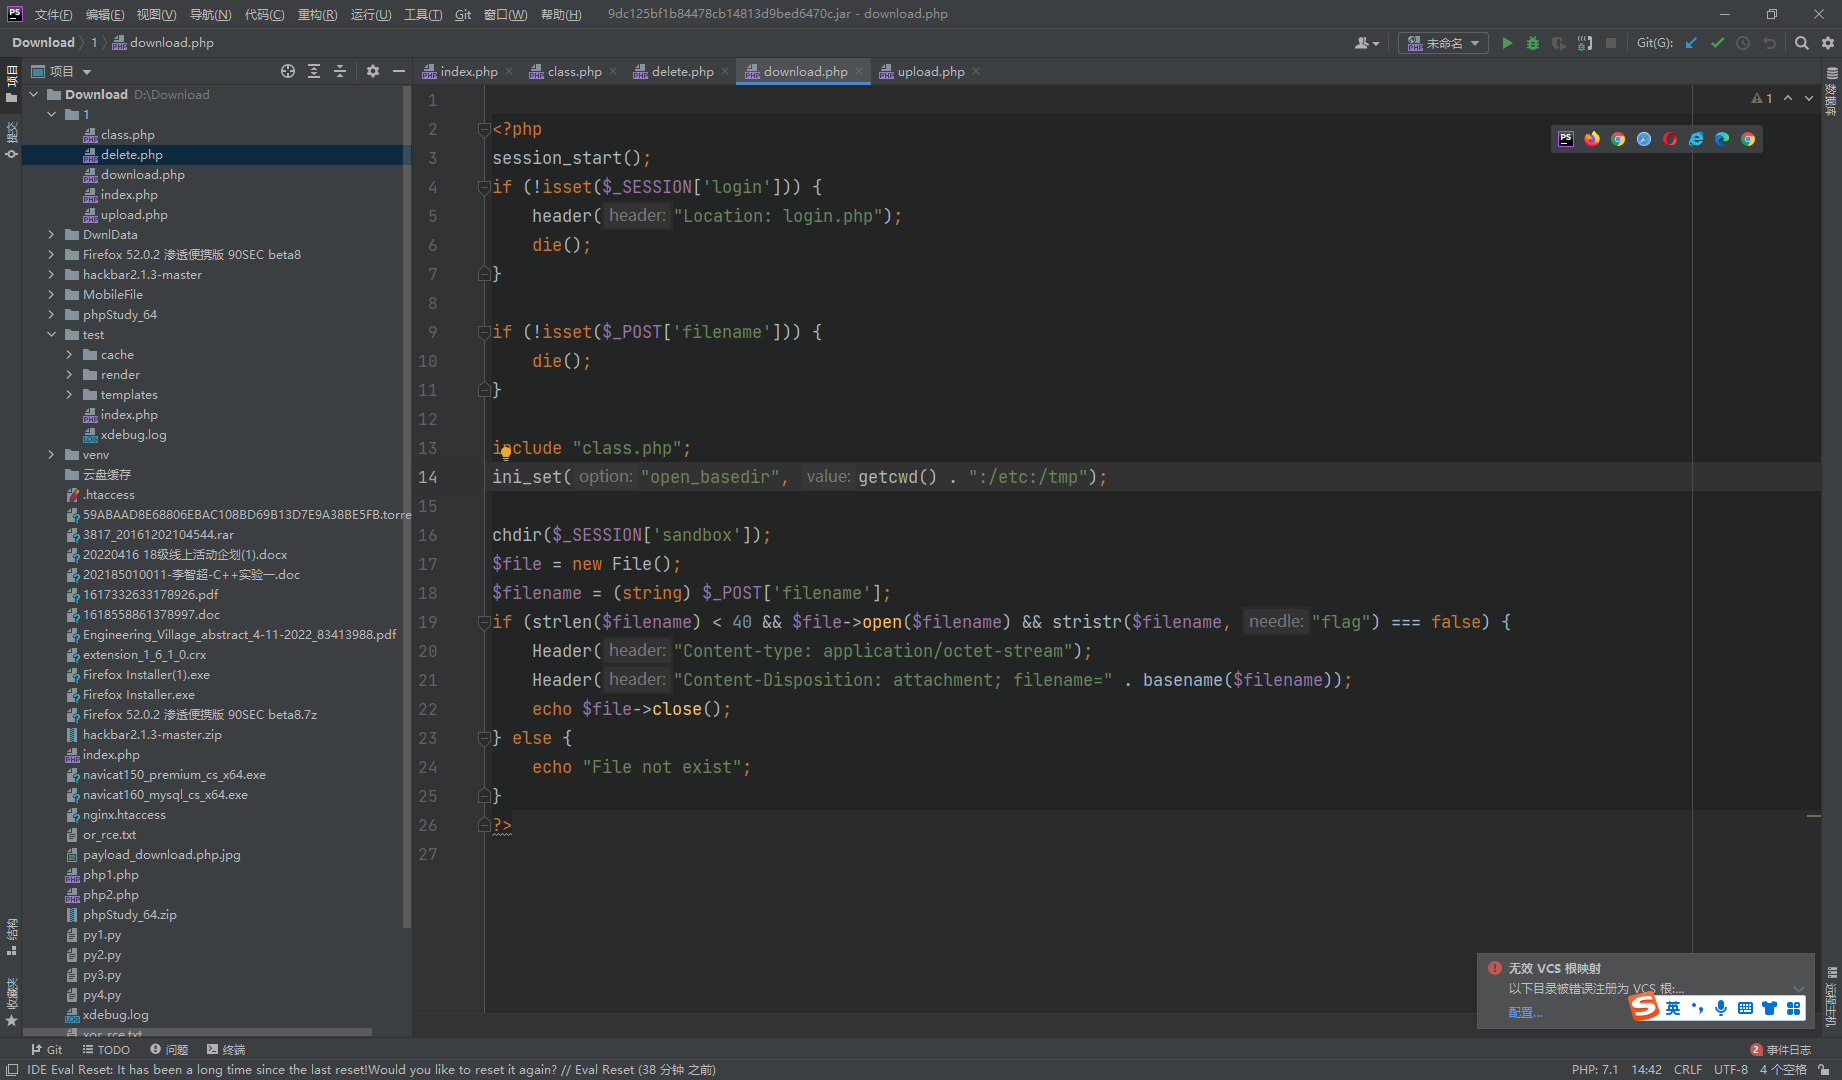 文件(F) 编辑(E) 视图(V) 导航(N) 代码(C) 重构(R) 运行(U) 工具(T) Git 窗口(W) 帮助(H) 9dc125bf1b84478cb14813d9bed6470c.jar - download.php
Download 1 download.php
未命名 Git(G):
项目
index.php class.php delete.php download.php upload.php
项目
提交
结构
收藏夹
Download D:\Download
1
class.php
delete.php
download.php
index.php
upload.php
DwnlData
Firefox 52.0.2 渗透便携版 90SEC beta8
hackbar2.1.3-master
MobileFile
phpStudy_64
test
cache
render
templates
index.php
xdebug.log
venv
云盘缓存
.htaccess
59ABAAD8E68806EBAC108BD69B13D7E9A38BE5FB.torre
3817_20161202104544.rar
20220416 18级线上活动企划(1).docx
202185010011-李智超-C++实验一.doc
1617332633178926.pdf
1618558861378997.doc
Engineering_Village_abstract_4-11-2022_83413988.pdf
extension_1_6_1_0.crx
Firefox Installer(1).exe
Firefox Installer.exe
Firefox 52.0.2 渗透便携版 90SEC beta8.7z
hackbar2.1.3-master.zip
index.php
navicat150_premium_cs_x64.exe
navicat160_mysql_cs_x64.exe
nginx.htaccess
or_rce.txt
payload_download.php.jpg
php1.php
php2.php
phpStudy_64.zip
py1.py
py2.py
py3.py
py4.py
xdebug.log
xor_rce.txt
1
2 <?php
3 session_start();
4 if (!isset($_SESSION['login'])) {
5 header( header: "Location: login.php");
6 die();
7 }
8
9 if (!isset($_POST['filename'])) {
10 die();
11 }
12
13 include "class.php";
14 ini_set( option: "open_basedir", value: getcwd() . ":/etc:/tmp");
15
16 chdir($_SESSION['sandbox']);
17 $file = new File();
18 $filename = (string) $_POST['filename'];
19 if (strlen($filename) < 40 && $file->open($filename) && stristr($filename, needle: "flag") === false) {
20 Header( header: "Content-type: application/octet-stream");
21 Header( header: "Content-Disposition: attachment; filename=" . basename($filename));
22 echo $file->close();
23 } else {
24 echo "File not exist";
25 }
26 ?>
27
1
数据库
远程主机
无效 VCS 根映射
以下目录被错误注册为 VCS 根:...
配置...
英
Git TODO 问题 终端
2 事件日志
IDE Eval Reset: It has been a long time since the last reset!Would you like to reset it again? // Eval Reset (38 分钟 之前)
PHP: 7.1 14:42 CRLF UTF-8 4 个空格